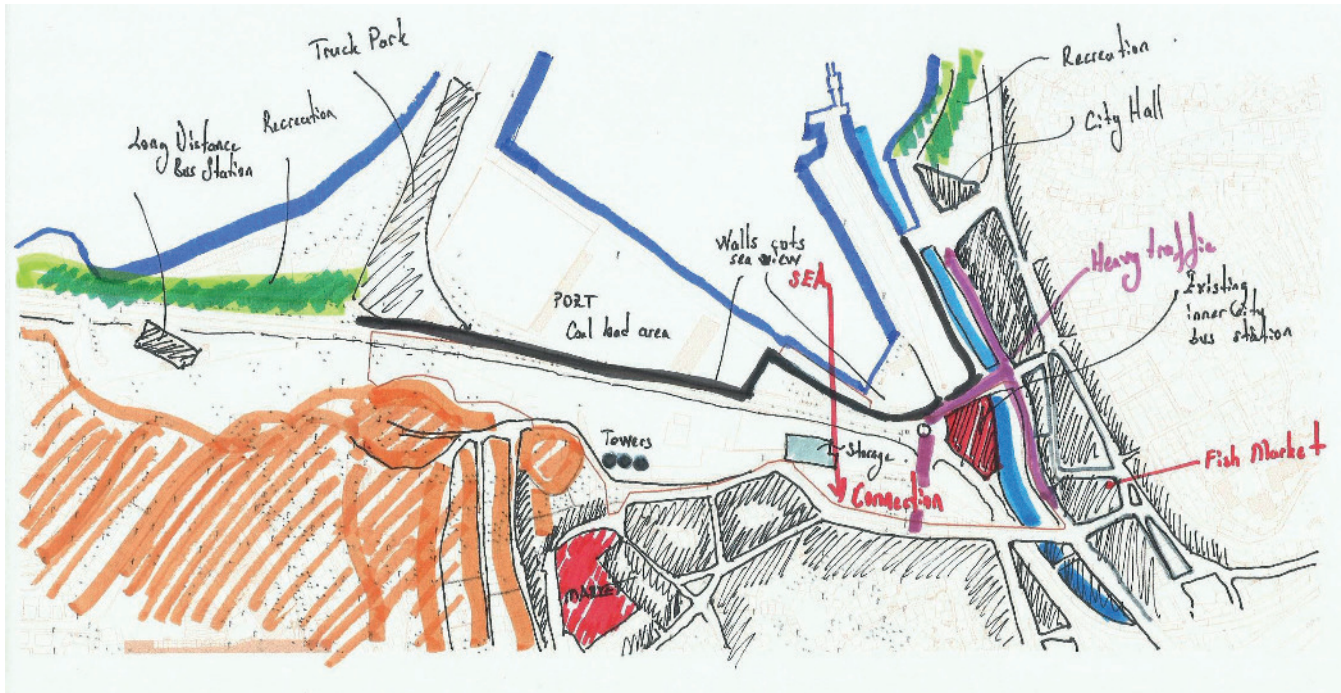 Truck Park
Recreation
Long Distance
Bus Station
Recreation
City Hall
Walls cuts
sea view
SEA
Heavy traffic
Existing
inner City
bus station
PORT
Coal load area
Towers
Storage
Connection
Fish Market
MARKET